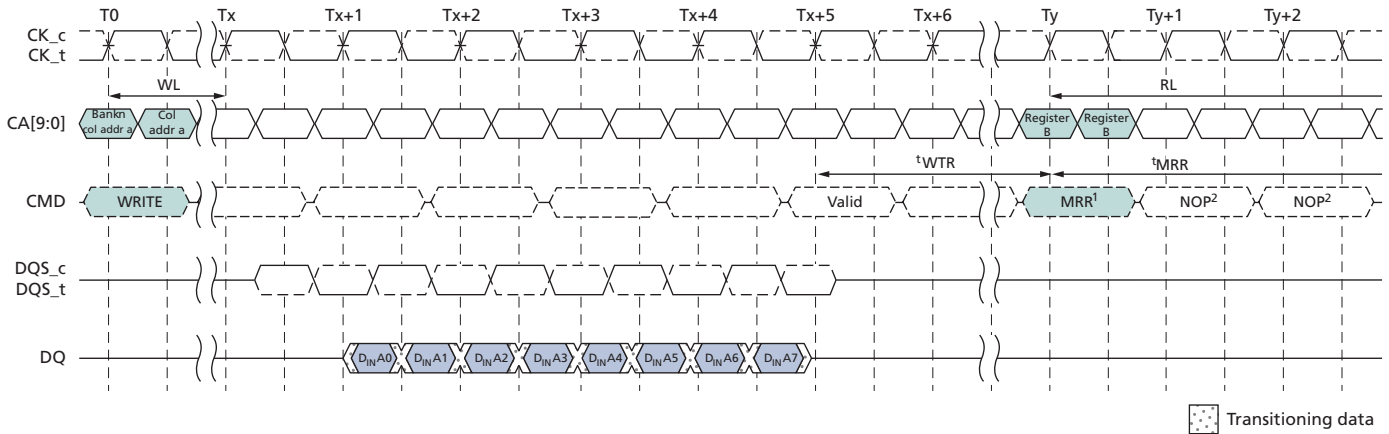 T0 Tx Tx+1 Tx+2 Tx+3 Tx+4 Tx+5 Tx+6 Ty Ty+1 Ty+2
CK_c
CK_t
WL RL
CA[9:0] Bankn col addr a Col addr a Register B Register B
tWTR tMRR
CMD WRITE Valid MRR1 NOP2 NOP2
DQS_c
DQS_t
DQ DINA0 DINA1 DINA2 DINA3 DINA4 DINA5 DINA6 DINA7
Transitioning data